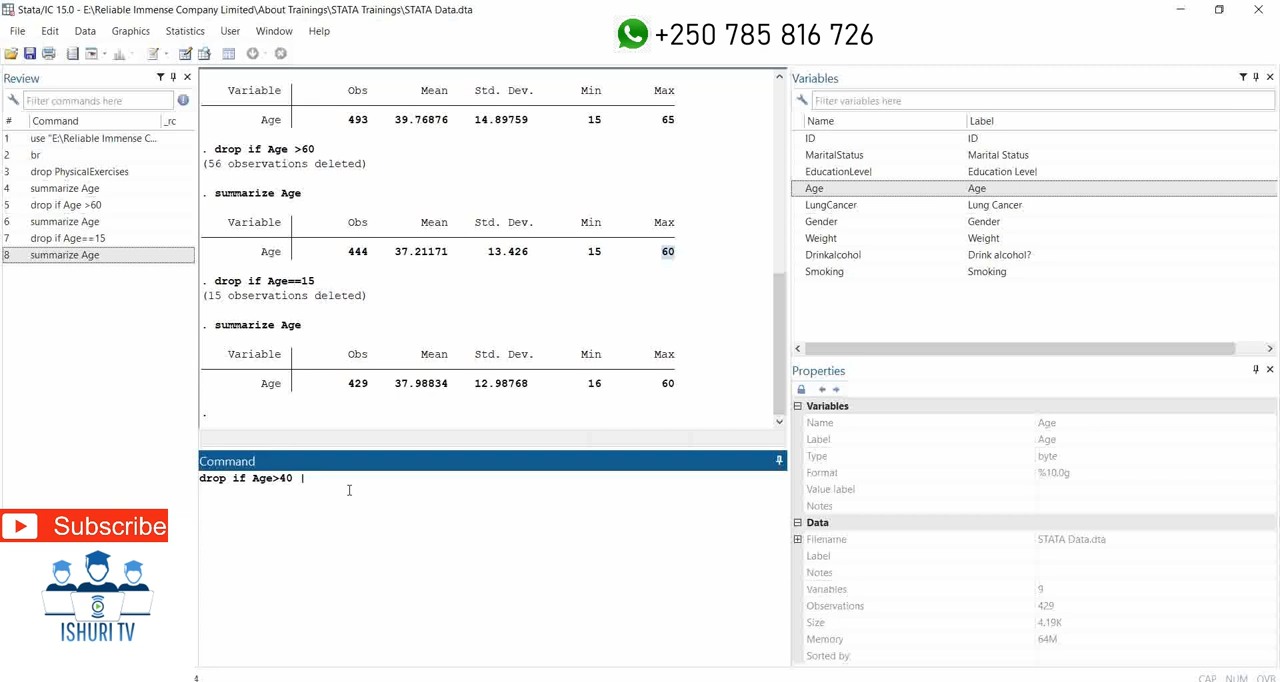 Stata/IC 15.0 - E:\Reliable Immense Company Limited\About Trainings\STATA Trainings\STATA Data.dta
File Edit Data Graphics Statistics User Window Help
+250 785 816 726
Review
Filter commands here
# Command _rc
1 use "E:\Reliable Immense C...
2 br
3 drop PhysicalExercises
4 summarize Age
5 drop if Age >60
6 summarize Age
7 drop if Age==15
8 summarize Age
Variable Obs Mean Std. Dev. Min Max
Age 493 39.76876 14.89759 15 65
. drop if Age >60
(56 observations deleted)
. summarize Age
Variable Obs Mean Std. Dev. Min Max
Age 444 37.21171 13.426 15 60
. drop if Age==15
(15 observations deleted)
. summarize Age
Variable Obs Mean Std. Dev. Min Max
Age 429 37.98834 12.98768 16 60
.
Command
drop if Age>40
Variables
Filter variables here
Name Label
ID ID
MaritalStatus Marital Status
EducationLevel Education Level
Age Age
LungCancer Lung Cancer
Gender Gender
Weight Weight
Drinkalcohol Drink alcohol?
Smoking Smoking
Properties
Variables
Name Age
Label Age
Type byte
Format %10.0g
Value label
Notes
Data
Filename STATA Data.dta
Label
Notes
Variables 9
Observations 429
Size 4.19K
Memory 64M
Sorted by
Subscribe
ISHURI TV
CAP NUM OVR